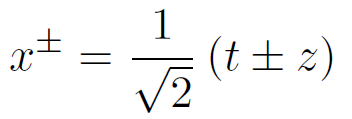 x^± = 1/√2 (t ± z)